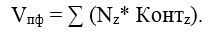 Vпф = ∑ (Nz* Контz).